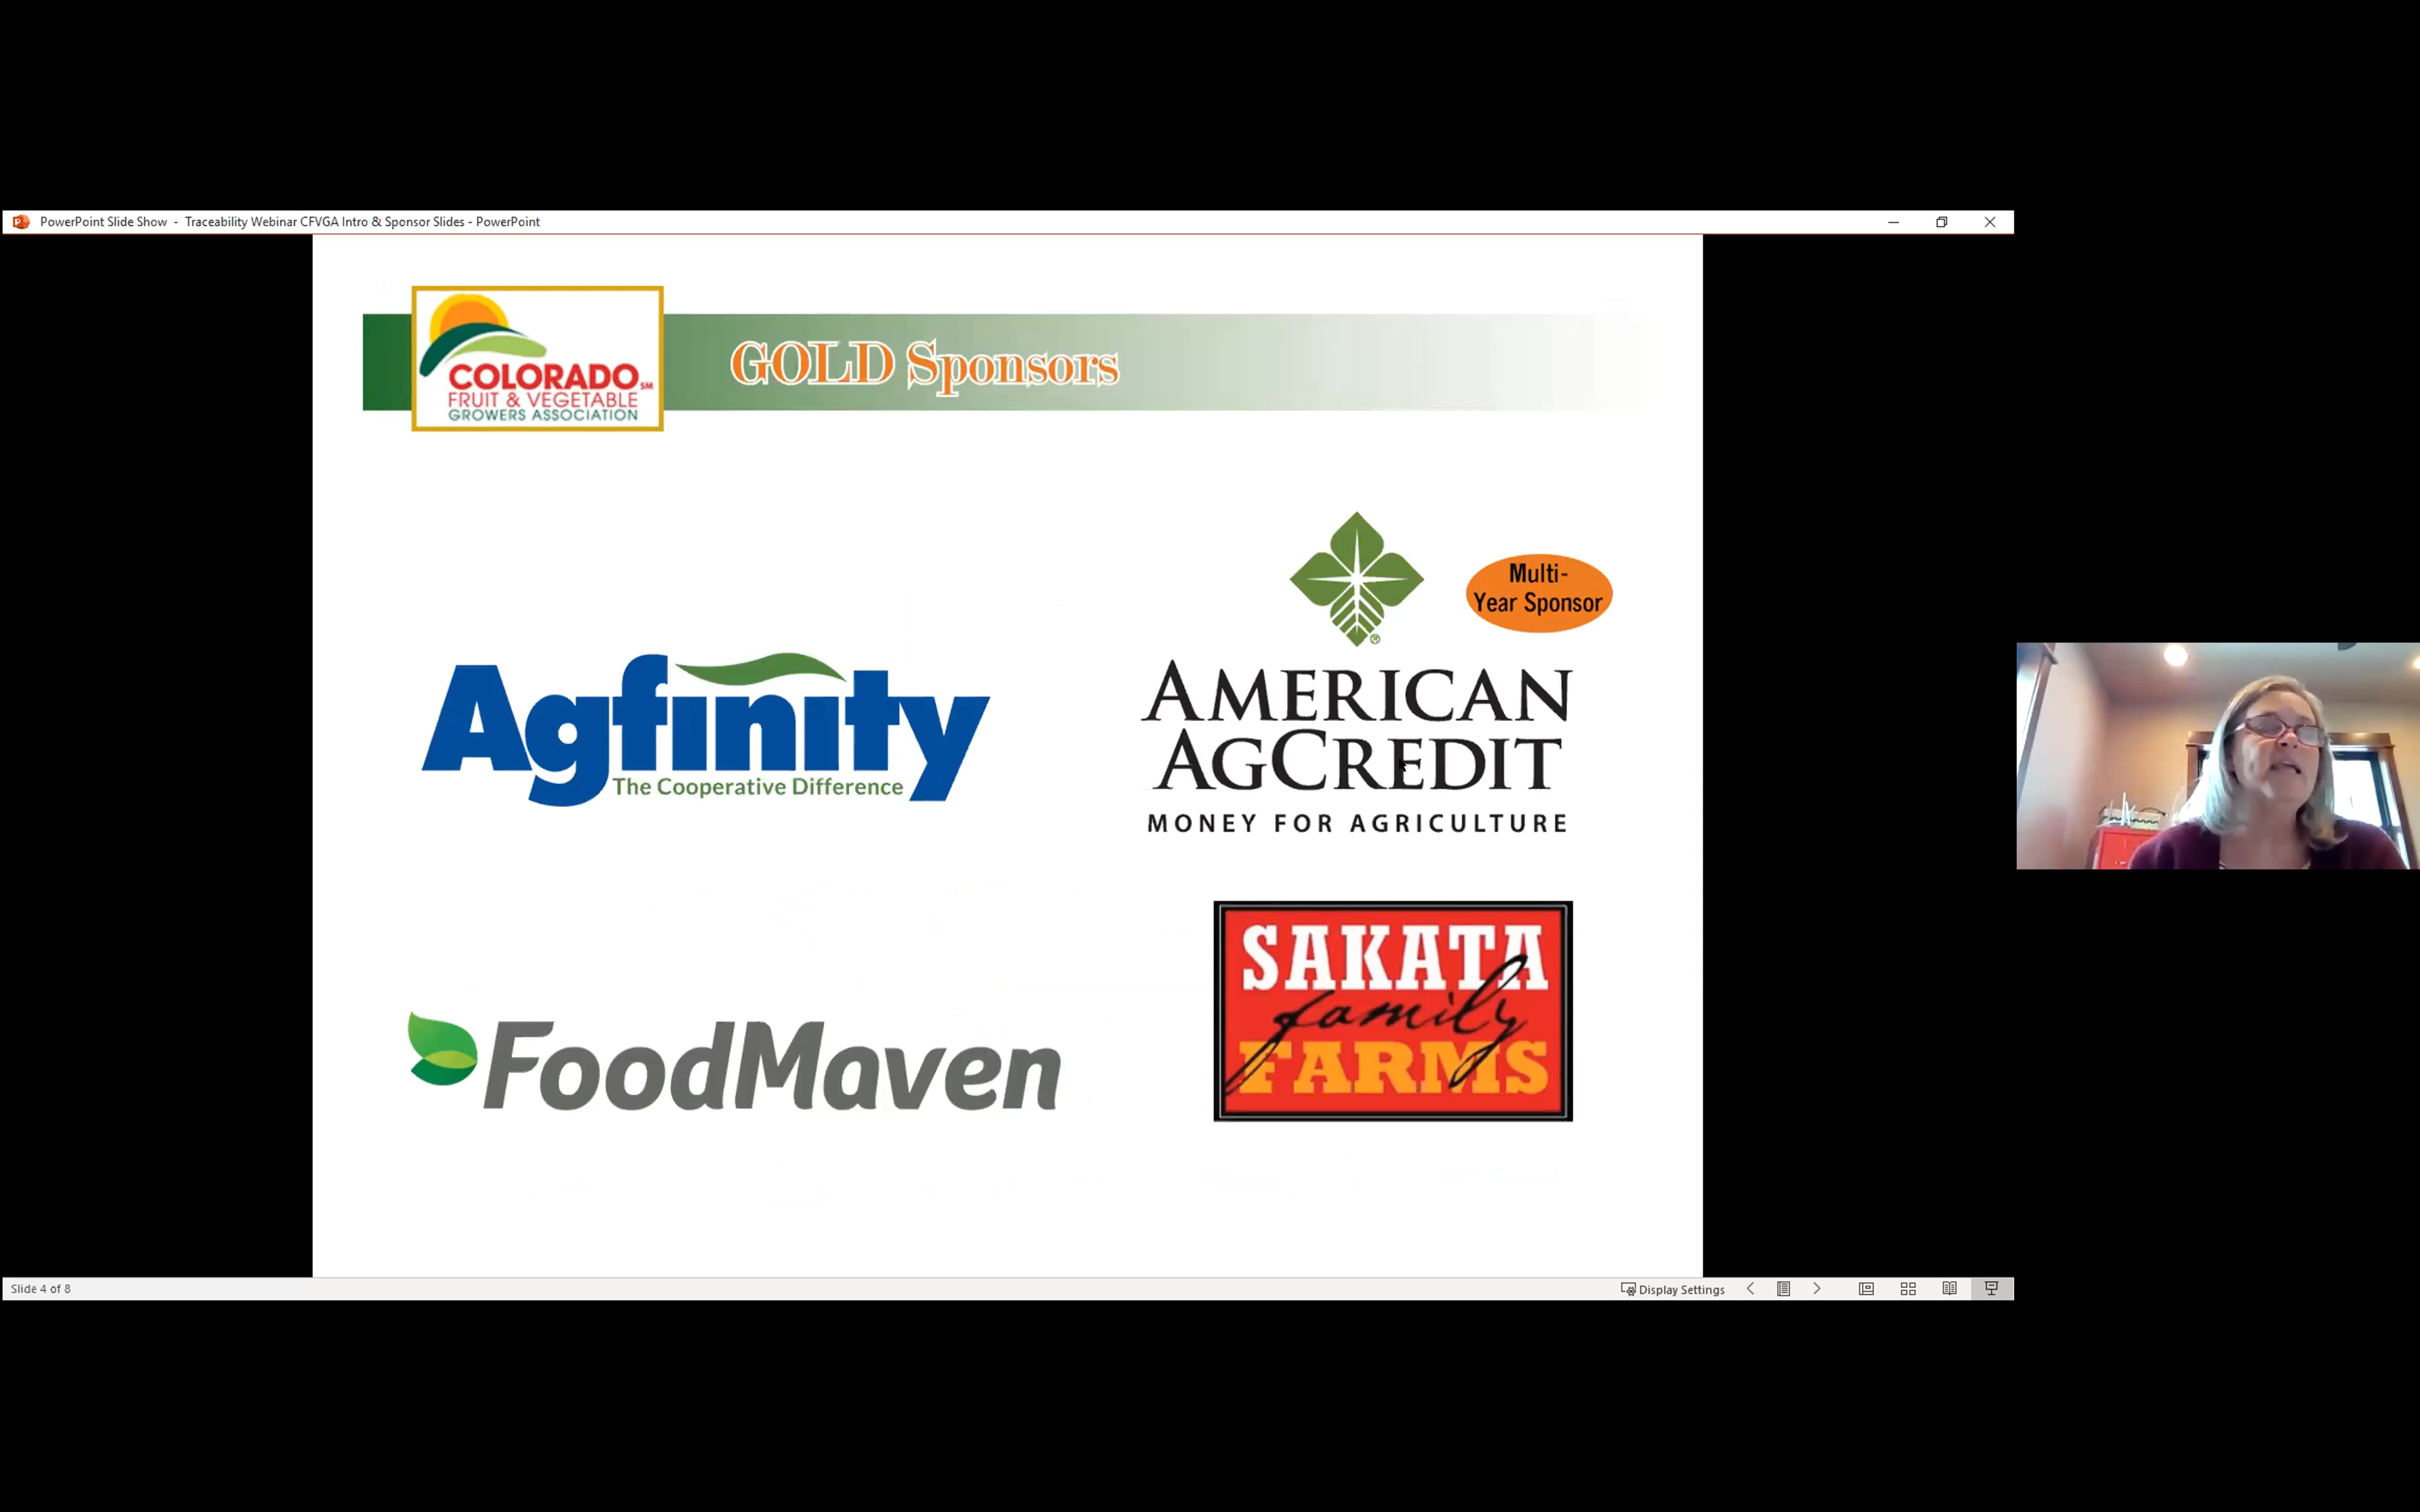 PowerPoint Slide Show - Traceability Webinar CFVGA Intro & Sponsor Slides - PowerPoint
COLORADO SM
FRUIT & VEGETABLE
GROWERS ASSOCIATION
GOLD Sponsors
Multi-
Year Sponsor
®
Agfinity
The Cooperative Difference
AMERICAN
AGCREDIT
MONEY FOR AGRICULTURE
FoodMaven
SAKATA
family
FARMS
Slide 4 of 8
Display Settings